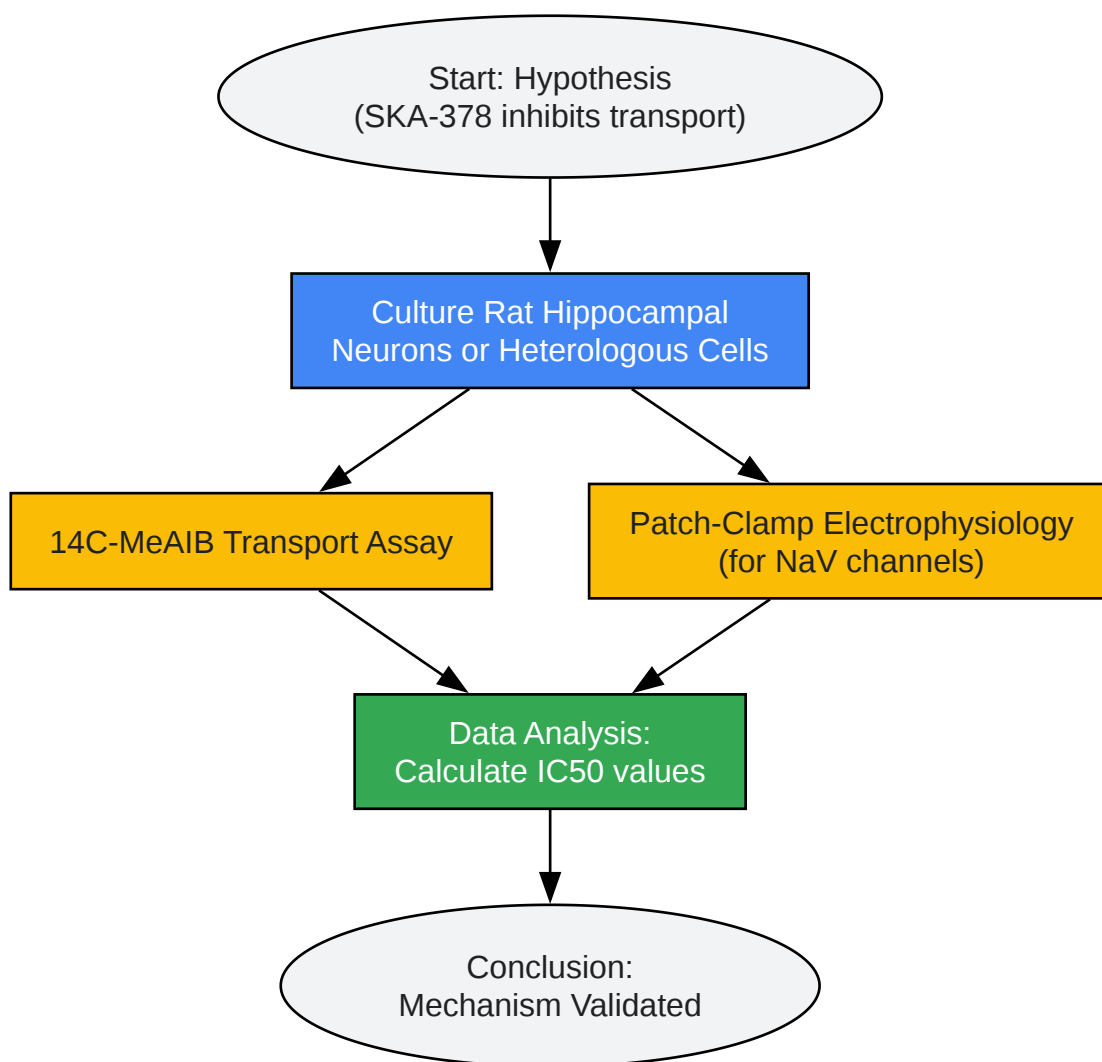 Start: Hypothesis
(SKA-378 inhibits transport)
Culture Rat Hippocampal
Neurons or Heterologous Cells
14C-MeAIB Transport Assay
Patch-Clamp Electrophysiology
(for NaV channels)
Data Analysis:
Calculate IC50 values
Conclusion:
Mechanism Validated